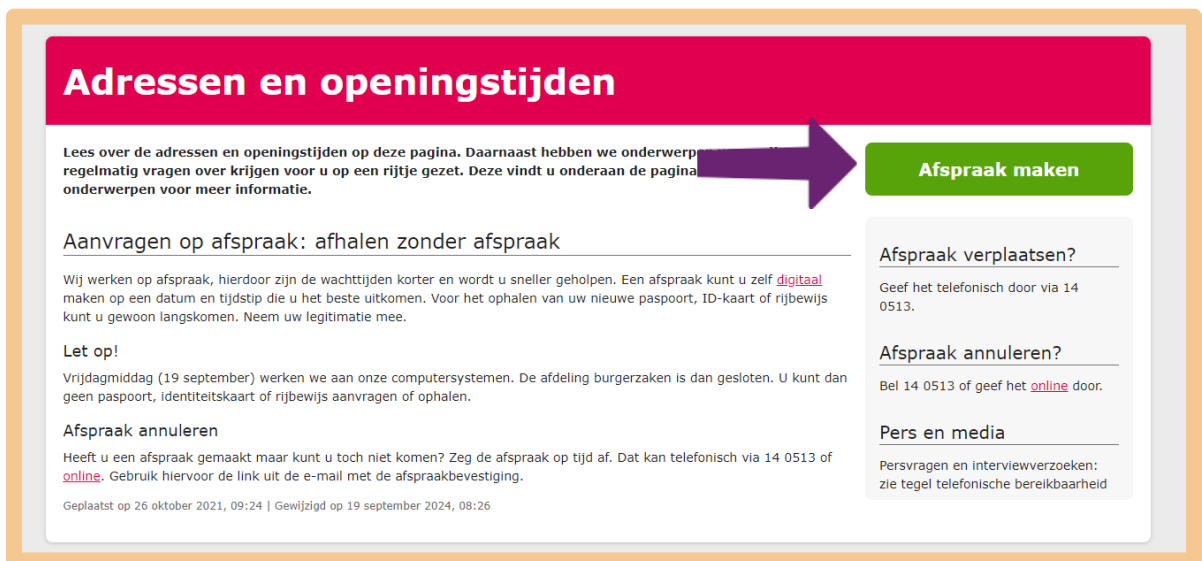 Adressen en openingstijden
Lees over de adressen en openingstijden op deze pagina. Daarnaast hebben we onderwerpen
regelmatig vragen over krijgen voor u op een rijtje gezet. Deze vindt u onderaan de pagina
onderwerpen voor meer informatie.
Aanvragen op afspraak: afhalen zonder afspraak
Wij werken op afspraak, hierdoor zijn de wachttijden korter en wordt u sneller geholpen. Een afspraak kunt u zelf digitaal
maken op een datum en tijdstip die u het beste uitkomen. Voor het ophalen van uw nieuwe paspoort, ID-kaart of rijbewijs
kunt u gewoon langskomen. Neem uw legitimatie mee.
Let op!
Vrijdagmiddag (19 september) werken we aan onze computersystemen. De afdeling burgerzaken is dan gesloten. U kunt dan
geen paspoort, identiteitskaart of rijbewijs aanvragen of ophalen.
Afspraak annuleren
Heeft u een afspraak gemaakt maar kunt u toch niet komen? Zeg de afspraak op tijd af. Dat kan telefonisch via 14 0513 of
online. Gebruik hiervoor de link uit de e-mail met de afspraakbevestiging.
Geplaatst op 26 oktober 2021, 09:24 | Gewijzigd op 19 september 2024, 08:26
Afspraak maken
Afspraak verplaatsen?
Geef het telefonisch door via 14
0513.
Afspraak annuleren?
Bel 14 0513 of geef het online door.
Pers en media
Persvragen en interviewverzoeken:
zie tegel telefonische bereikbaarheid